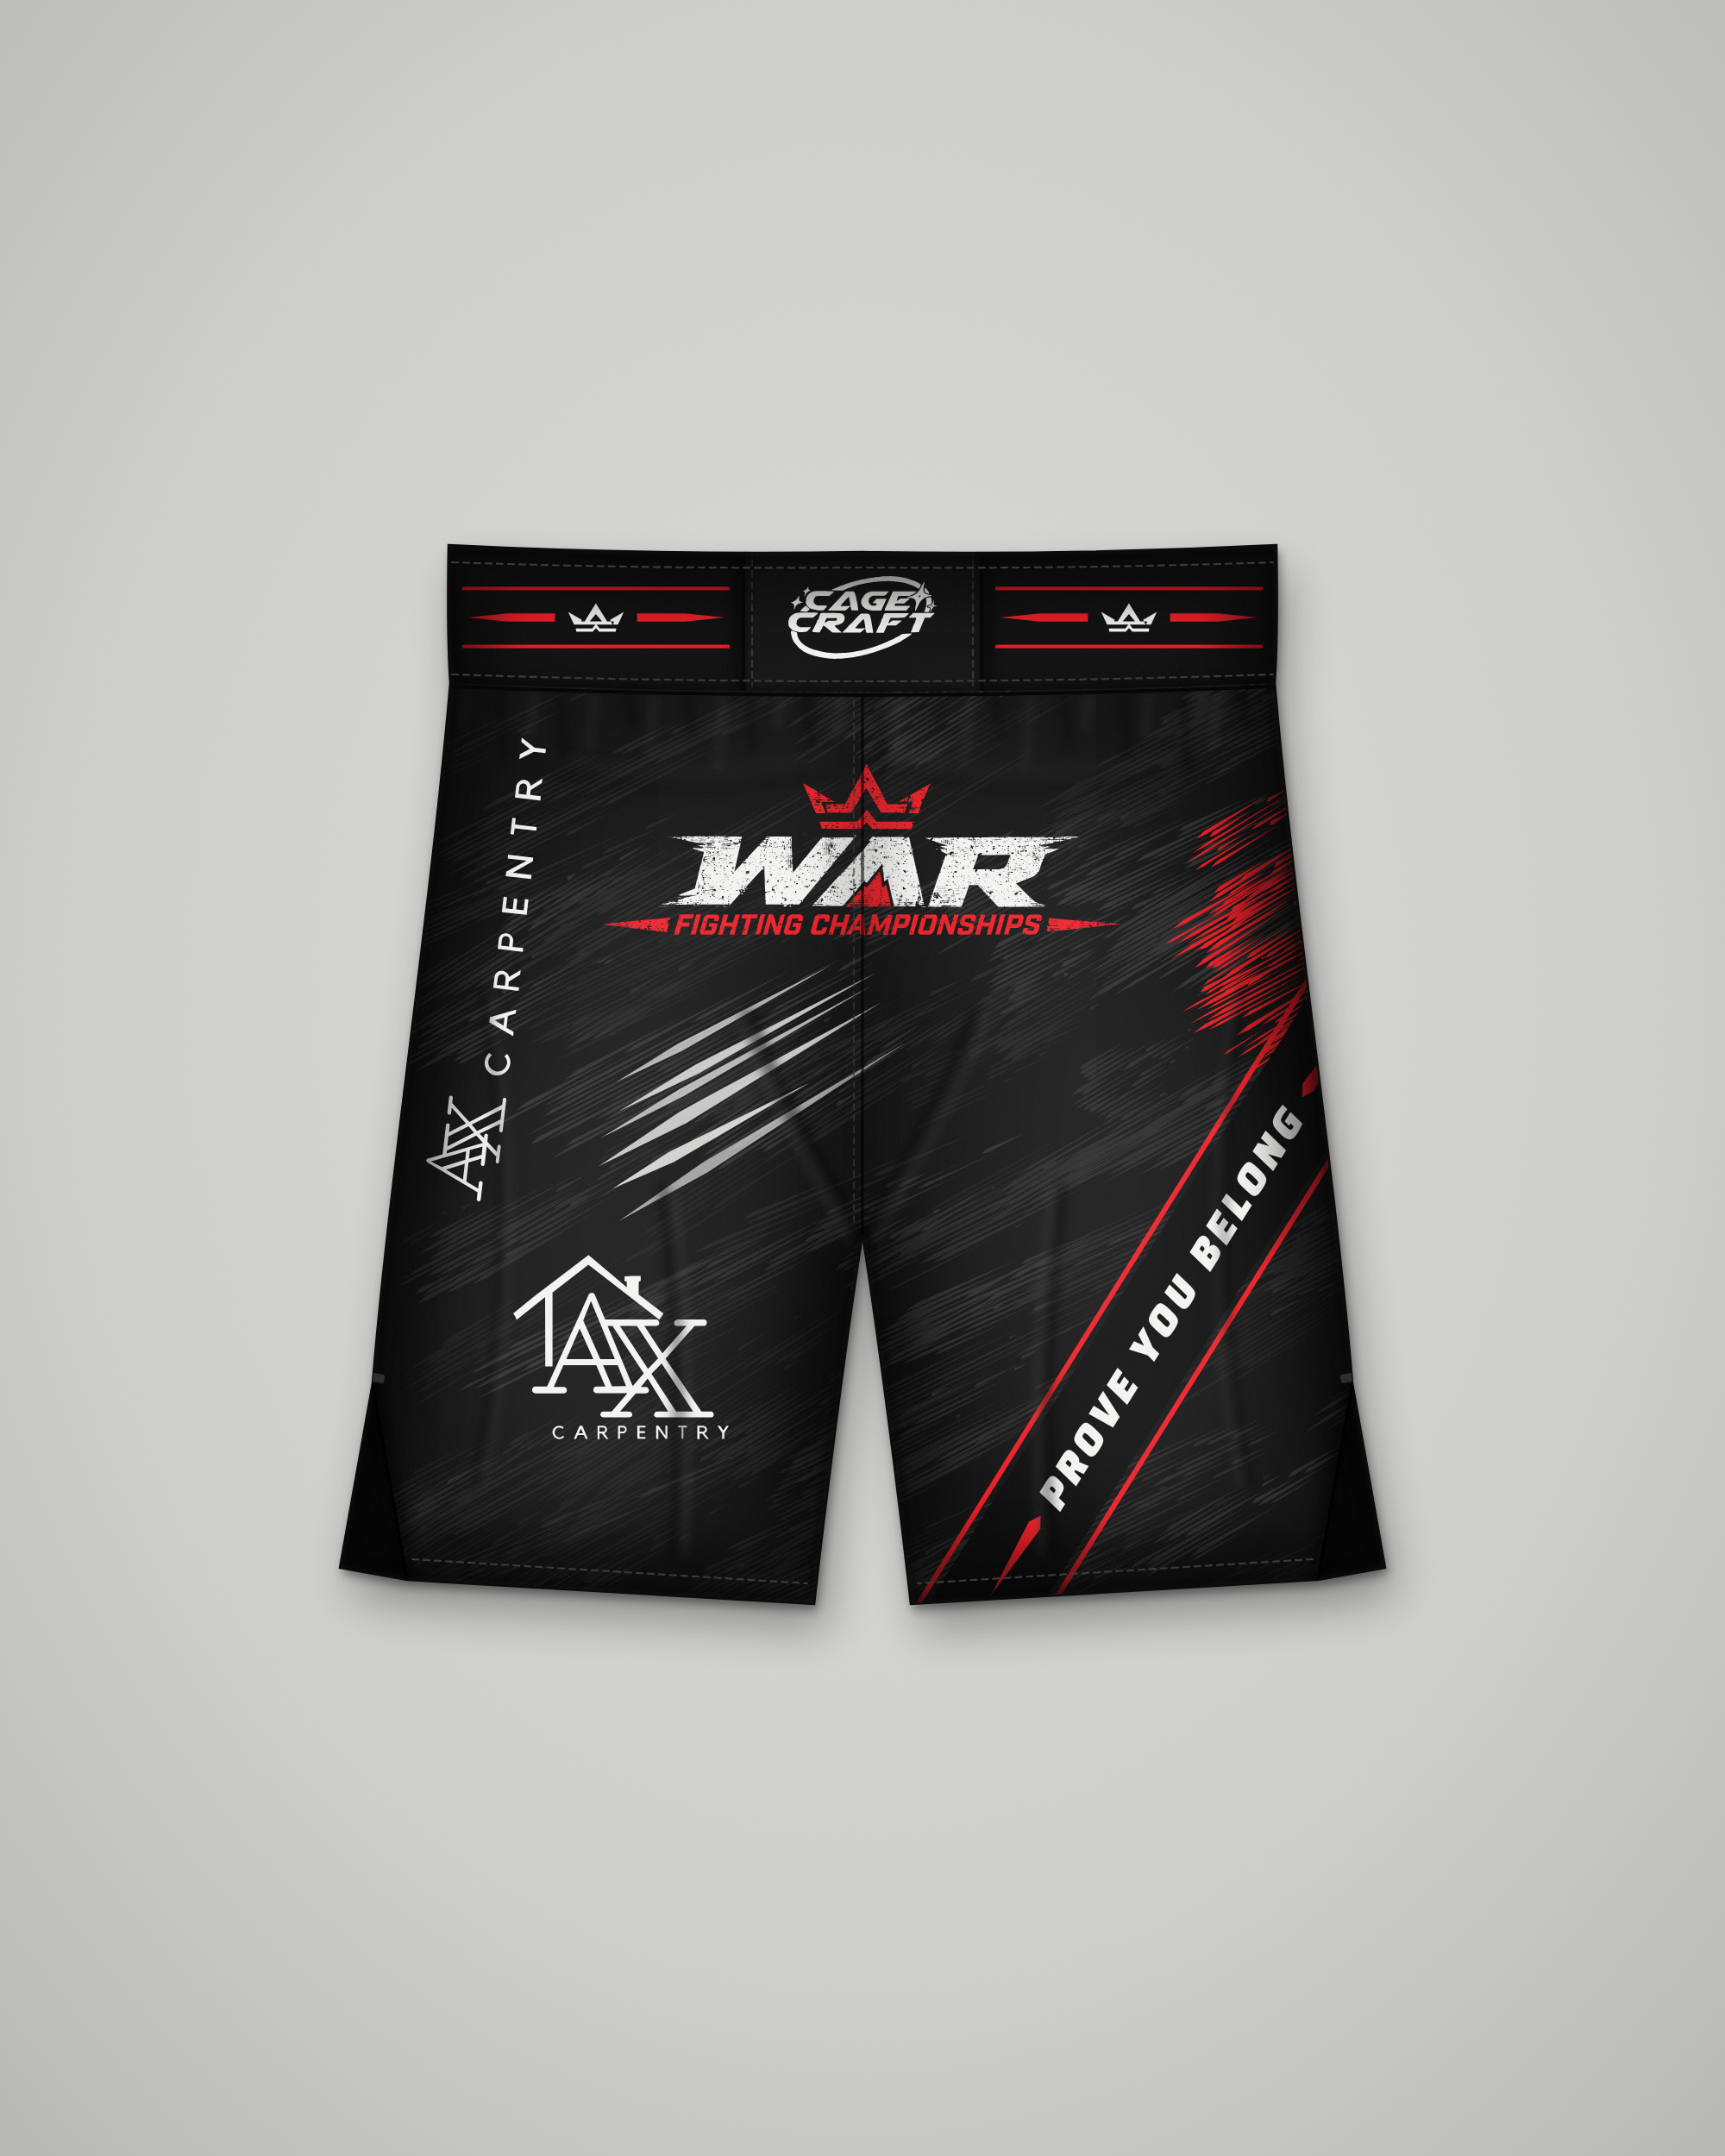 CAGE
CRAFT
WAR
FIGHTING CHAMPIONSHIPS
AX CARPENTRY
PROVE YOU BELONG
AX
CARPENTRY